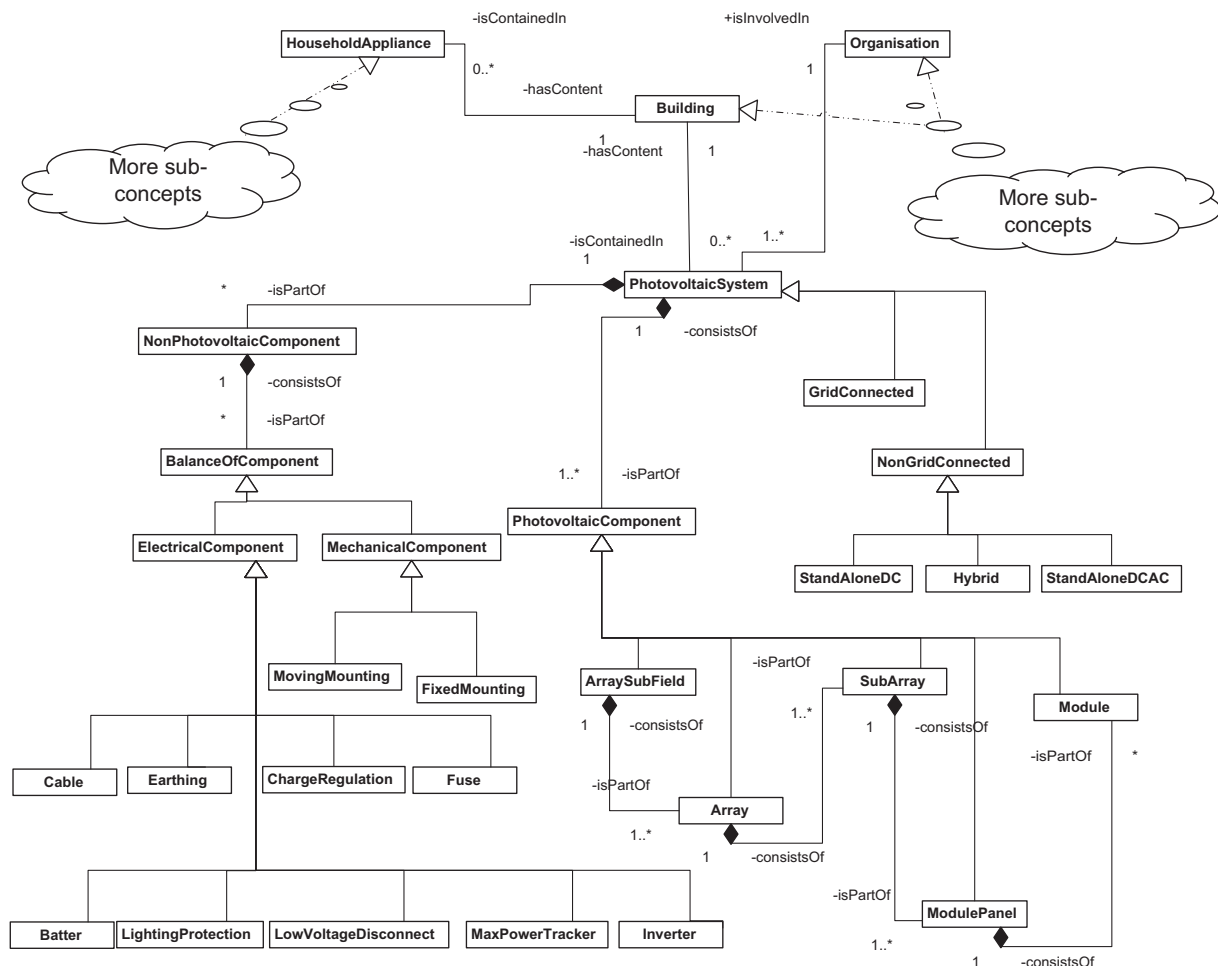 -isContainedIn
+isInvolvedIn
HouseholdAppliance
Organisation
0..*
1
-hasContent
Building
1
-hasContent
1
More sub-
concepts
More sub-
concepts
-isContainedIn
0..*
1..*
1
PhotovoltaicSystem
*
-isPartOf
1
-consistsOf
NonPhotovoltaicComponent
1
-consistsOf
GridConnected
*
-isPartOf
BalanceOfComponent
NonGridConnected
1..*
-isPartOf
PhotovoltaicComponent
ElectricalComponent
MechanicalComponent
StandAloneDC
Hybrid
StandAloneDCAC
-isPartOf
MovingMounting
FixedMounting
ArraySubField
SubArray
Module
1
-consistsOf
1..*
1
-consistsOf
-isPartOf
*
Cable
Earthing
ChargeRegulation
Fuse
-isPartOf
Array
1..*
1
-consistsOf
-isPartOf
ModulePanel
Batter
LightingProtection
LowVoltageDisconnect
MaxPowerTracker
Inverter
1..*
1
-consistsOf